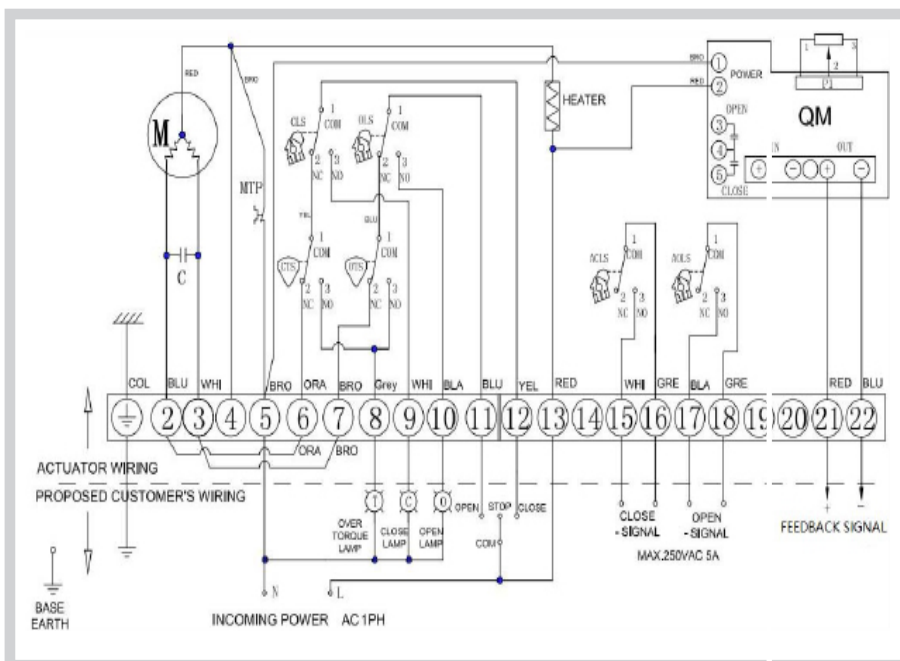 1 3
2
BRO 1
RED 2
POWER
QM
RED
BRO
HEATER
OPEN
3
4
5
CLOSE
IN OUT
+ - + -
M
MTP
C
CLS 1 COM
2 NC 3 NO
OLS 1 COM
2 NC 3 NO
YEL
BLU
CTS 1 COM
2 NC 3 NO
OTS 1 COM
2 NC 3 NO
ACLS 1 COM
2 NC 3 NO
AOLS 1 COM
2 NC 3 NO
COL BLU WHI BRO ORA BRO Grey WHI BLA BLU YEL RED WHI GRE BLA GRE RED BLU
2 3 4 5 6 7 8 9 10 11 12 13 14 15 16 17 18 19 20 21 22
ORA BRO
ACTUATOR WIRING
PROPOSED CUSTOMER'S WIRING
T C O
OVER TORQUE LAMP
CLOSE LAMP
OPEN LAMP
OPEN STOP CLOSE
COM
CLOSE
- SIGNAL
OPEN
- SIGNAL
MAX.250VAC 5A
+ -
FEEDBACK SIGNAL
N L
INCOMING POWER AC 1PH
BASE
EARTH